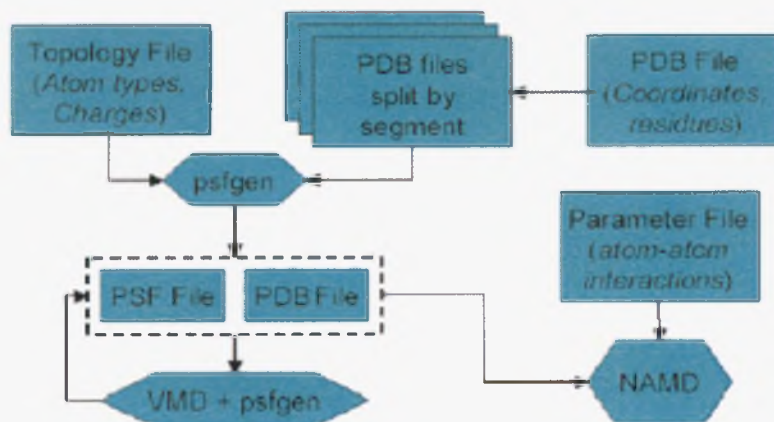 Topology File
(Atom types,
Charges)
PDB files
split by
segment
PDB File
(Coordinates,
residues)
psfgen
Parameter File
(atom-atom
interactions)
PSF File
PDB File
VMD + psfgen
NAMD